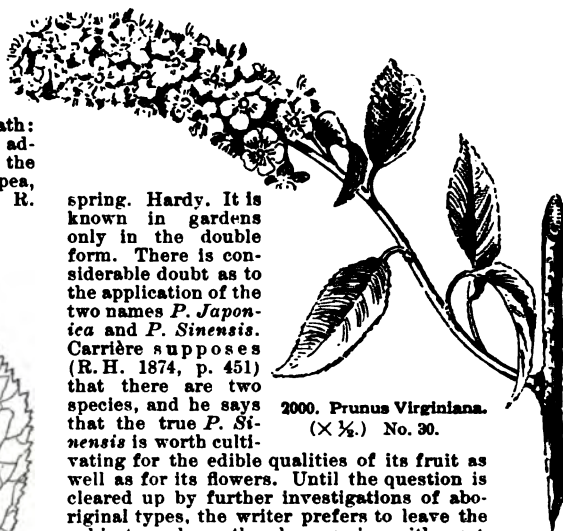 ath:
ad-
the
pea,
R.
spring. Hardy. It is
known in gardens
only in the double
form. There is con-
siderable doubt as to
the application of the
two names P. Japon-
ica and P. Sinensis.
Carrière supposes
(R. H. 1874, p. 451)
that there are two
species, and he says
that the true P. Si-
nensis is worth culti-
vating for the edible qualities of its fruit as
well as for its flowers. Until the question is
cleared up by further investigations of abo-
riginal types, the writer prefers to leave the
2000. Prunus Virginiana.
(× ½.) No. 30.